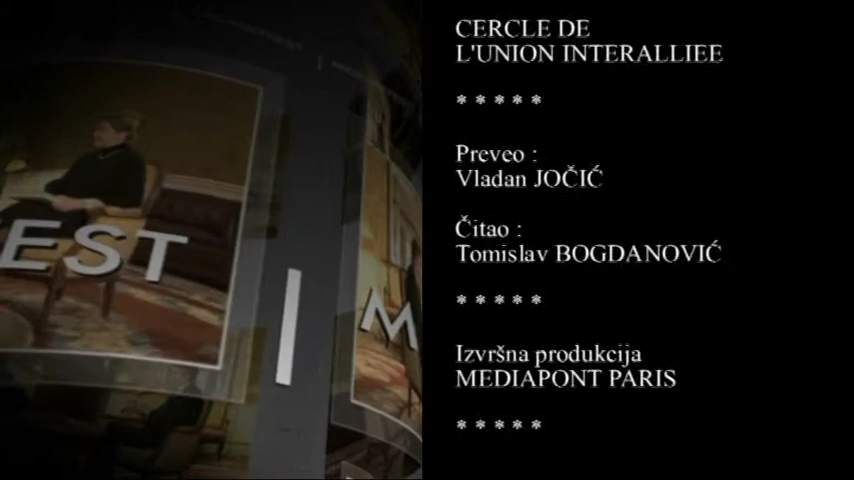 EST
M
CERCLE DE
L'UNION INTERALLIEE
* * * * *
Preveo :
Vladan JOČIĆ
Čitao :
Tomislav BOGDANOVIĆ
* * * * *
Izvršna produkcija
MEDIAPONT PARIS
* * * * *